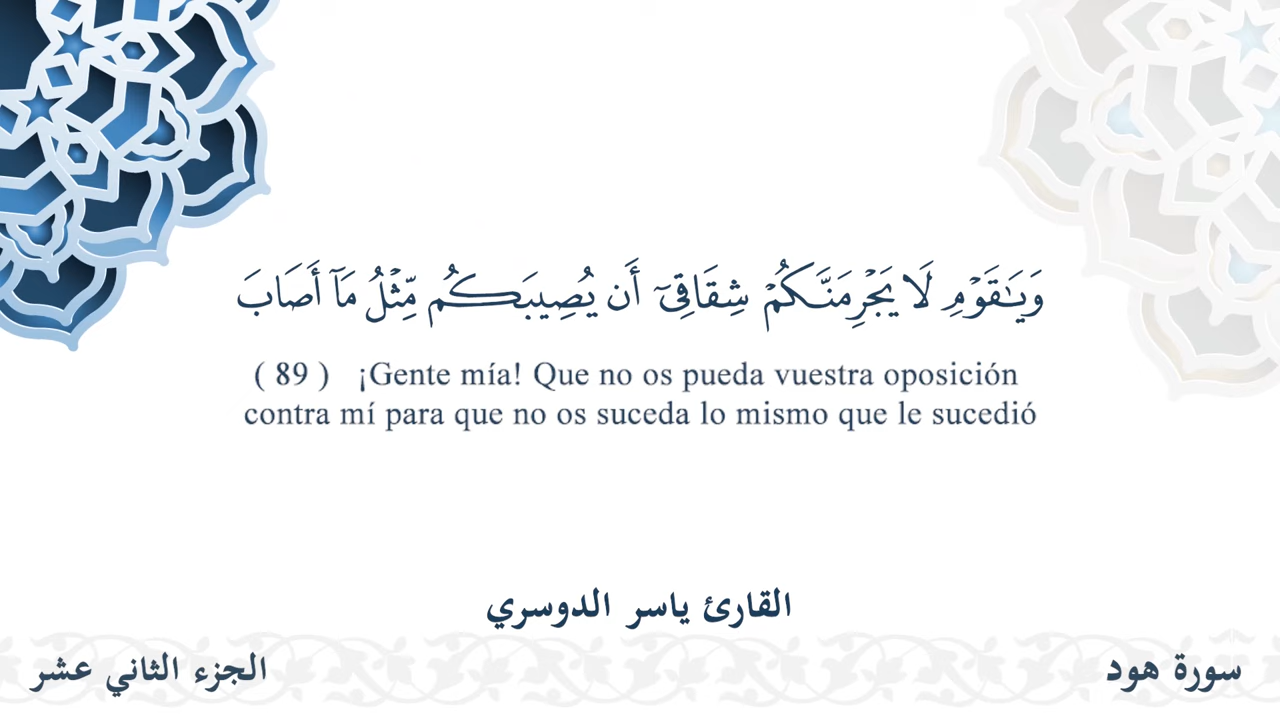 وَيَـٰقَوْمِ لَا يَجْرِمَنَّكُمْ شِقَاقِىٓ أَن يُصِيبَكُم مِّثْلُ مَآ أَصَابَ
( 89 ) ¡Gente mía! Que no os pueda vuestra oposición
contra mí para que no os suceda lo mismo que le sucedió
القارئ ياسر الدوسري
سورة هود
الجزء الثاني عشر